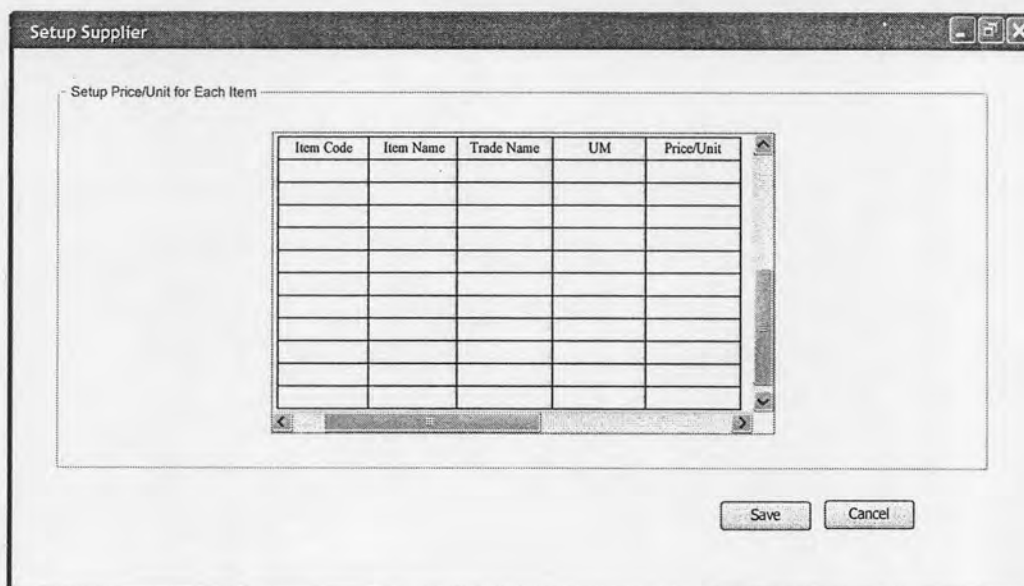 Setup Supplier
Setup Price/Unit for Each Item
Item Code Item Name Trade Name UM Price/Unit
Save Cancel